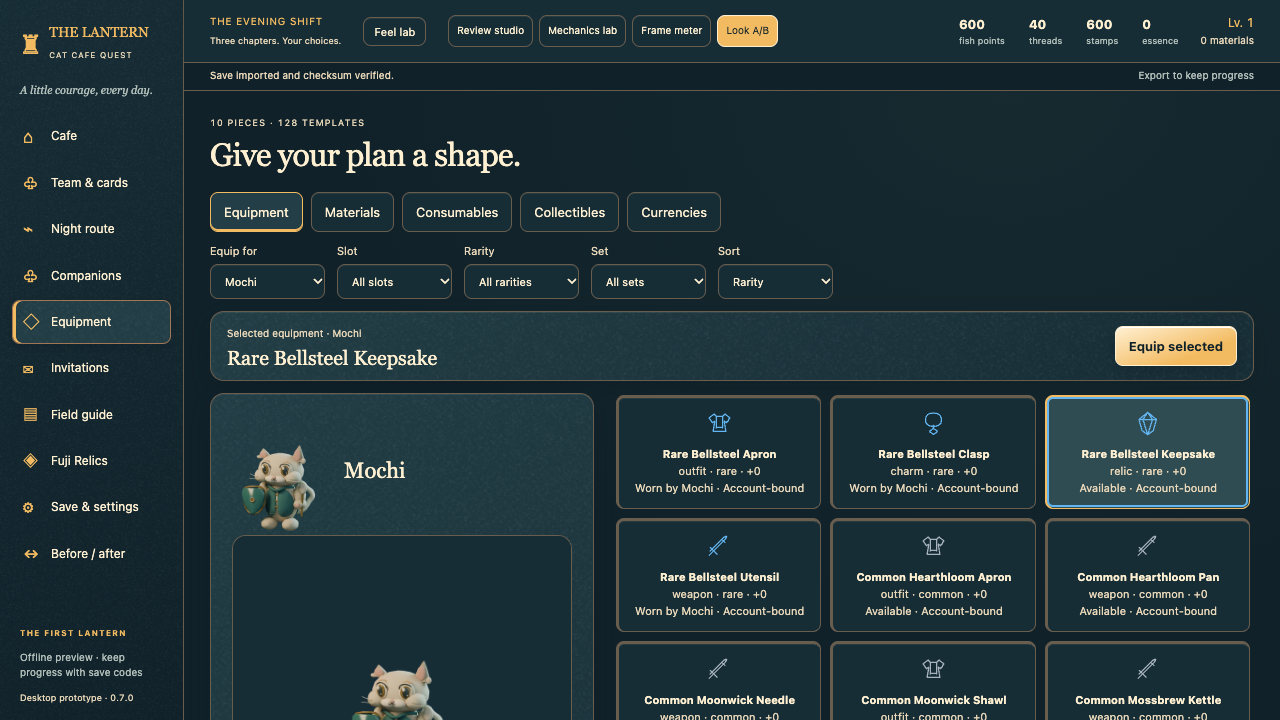 THE LANTERN
CAT CAFE QUEST
A little courage, every day.
Cafe
Team & cards
Night route
Companions
Equipment
Invitations
Field guide
Fuji Relics
Save & settings
Before / after
THE FIRST LANTERN
Offline preview · keep
progress with save codes
Desktop prototype · 0.7.0
THE EVENING SHIFT
Three chapters. Your choices.
Feel lab
Review studio
Mechanics lab
Frame meter
Look A/B
600
fish points
40
threads
600
stamps
0
essence
Lv. 1
0 materials
Save imported and checksum verified.
Export to keep progress
10 PIECES · 128 TEMPLATES
Give your plan a shape.
Equipment
Materials
Consumables
Collectibles
Currencies
Equip for
Slot
Rarity
Set
Sort
Mochi
All slots
All rarities
All sets
Rarity
Selected equipment · Mochi
Rare Bellsteel Keepsake
Equip selected
Mochi
Rare Bellsteel Apron
outfit · rare · +0
Worn by Mochi · Account-bound
Rare Bellsteel Clasp
charm · rare · +0
Worn by Mochi · Account-bound
Rare Bellsteel Keepsake
relic · rare · +0
Available · Account-bound
Rare Bellsteel Utensil
weapon · rare · +0
Worn by Mochi · Account-bound
Common Hearthloom Apron
outfit · common · +0
Available · Account-bound
Common Hearthloom Pan
weapon · common · +0
Available · Account-bound
Common Moonwick Needle
weapon · common · +0
Common Moonwick Shawl
outfit · common · +0
Common Mossbrew Kettle
weapon · common · +0